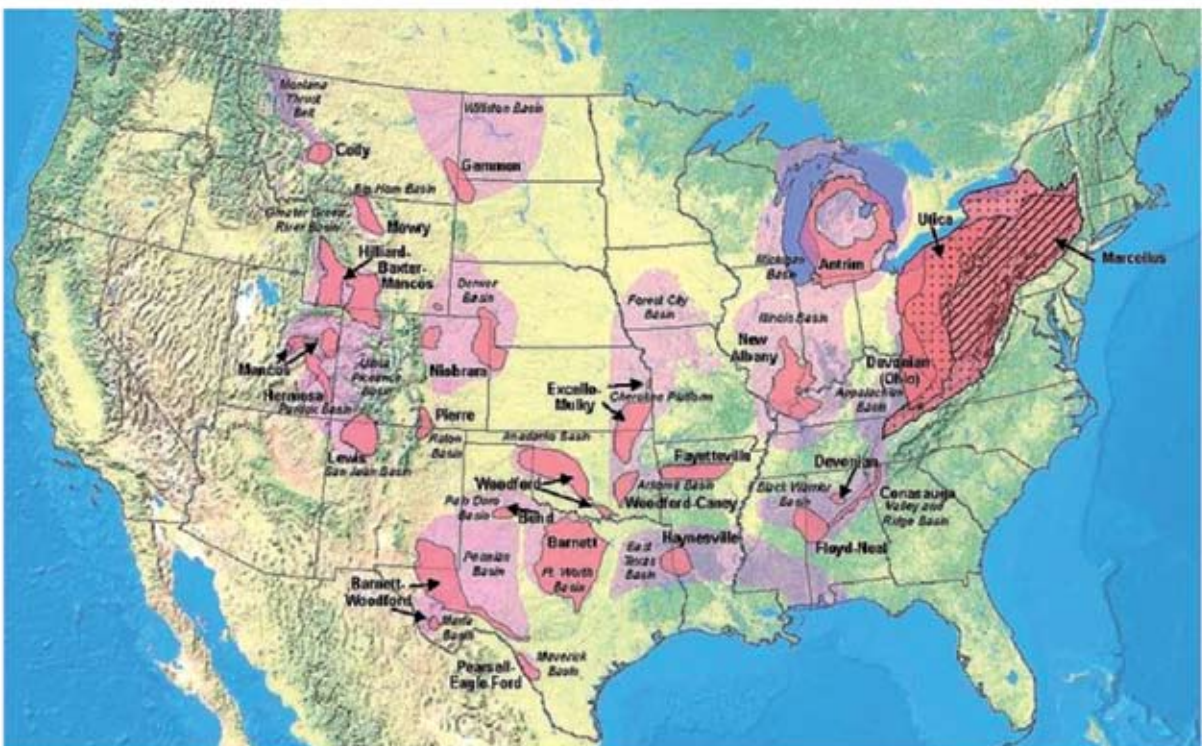 Montana
Thrust
Belt
Williston Basin
Cody
Gammon
Big Horn Basin
Greater Green
River Basin
Mowry
Hilliard-
Baxter-
Mancos
Denver
Basin
Michigan
Basin
Antrim
Utica
Marcellus
Forest City
Basin
Illinois Basin
New
Albany
Devonian
(Ohio)
Appalachian
Basin
Mancos
Uinta
Piceance
Basin
Niobrara
Excello-
Mulky
Cherokee Platform
Hermosa
Paradox Basin
Pierre
Raton
Basin
Anadarko Basin
Lewis
San Juan Basin
Fayetteville
Devonian
Woodford
Arkoma Basin
Woodford-Caney
Black Warrior
Basin
Conasauga
Valley and
Ridge Basin
Palo Duro
Basin
Bend
Barnett
Ft. Worth
Basin
East
Texas
Basin
Haynesville
Floyd-Neal
Permian
Basin
Barnett-
Woodford
Marfa
Basin
Pearsall-
Eagle Ford
Maverick
Basin